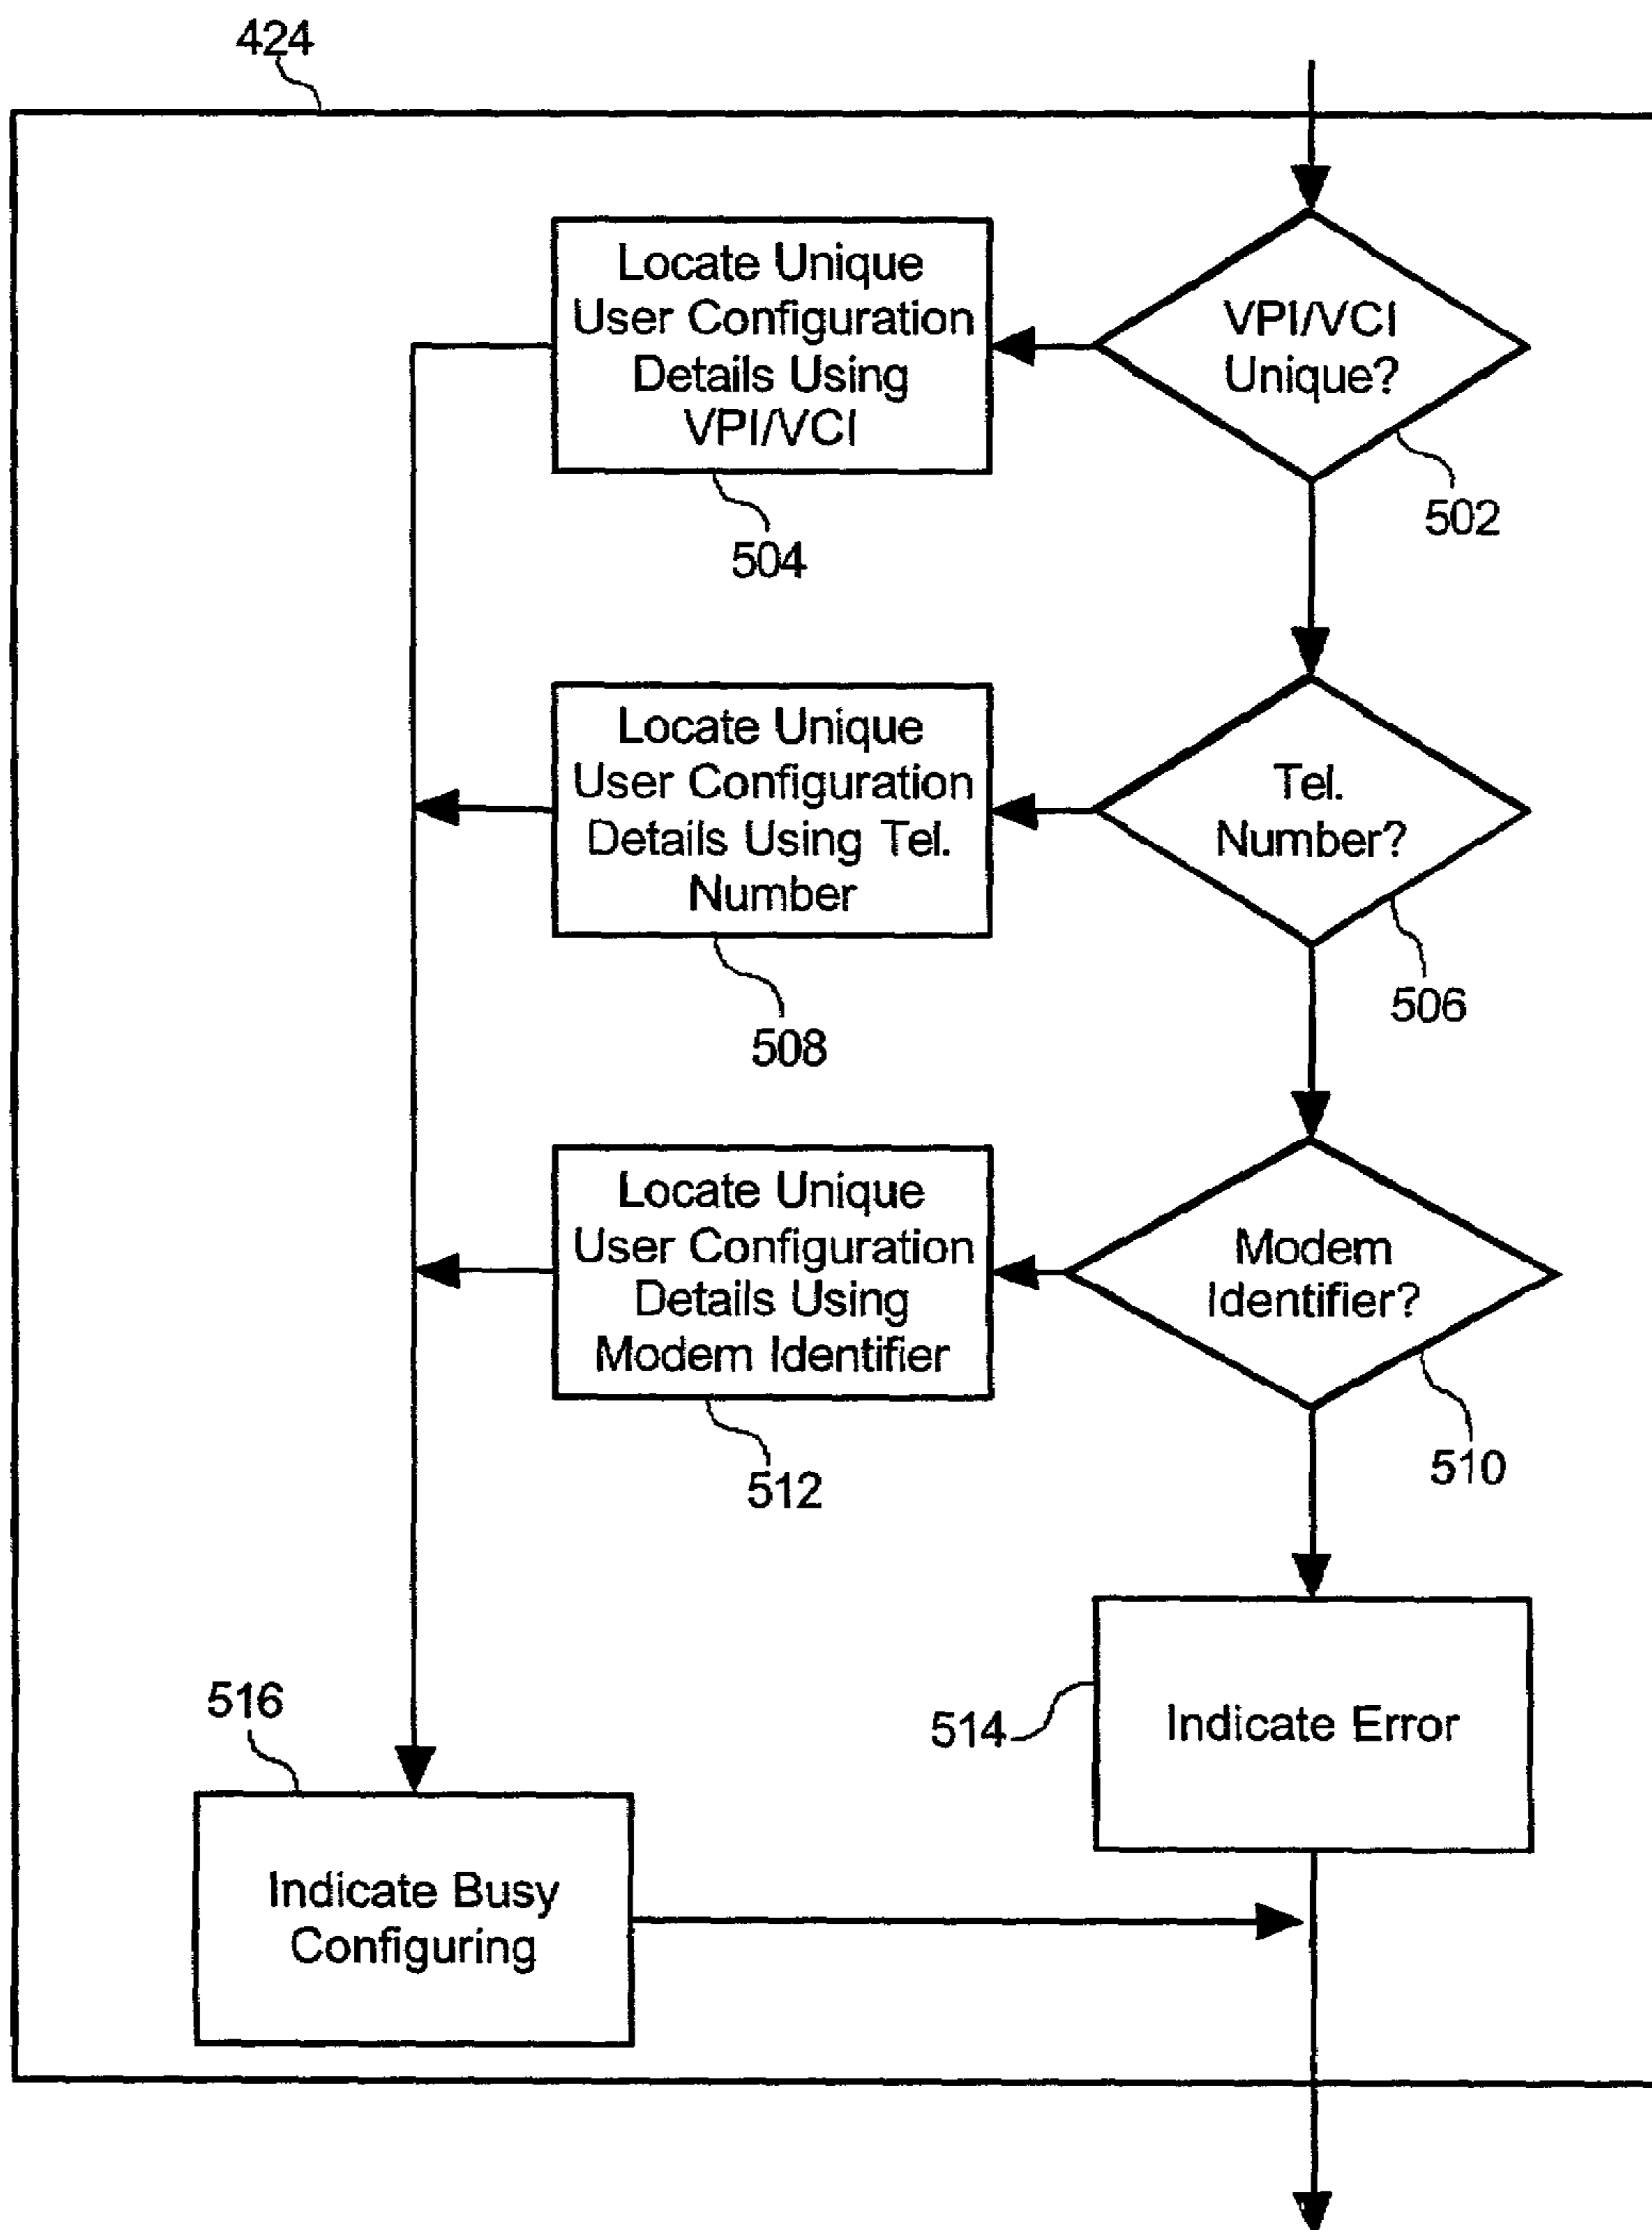 424
Locate Unique
User Configuration
Details Using
VPI/VCI
504
VPI/VCI
Unique?
502
Locate Unique
User Configuration
Details Using Tel.
Number
508
Tel.
Number?
506
Locate Unique
User Configuration
Details Using
Modem Identifier
512
Modem
Identifier?
510
516
Indicate Busy
Configuring
514
Indicate Error